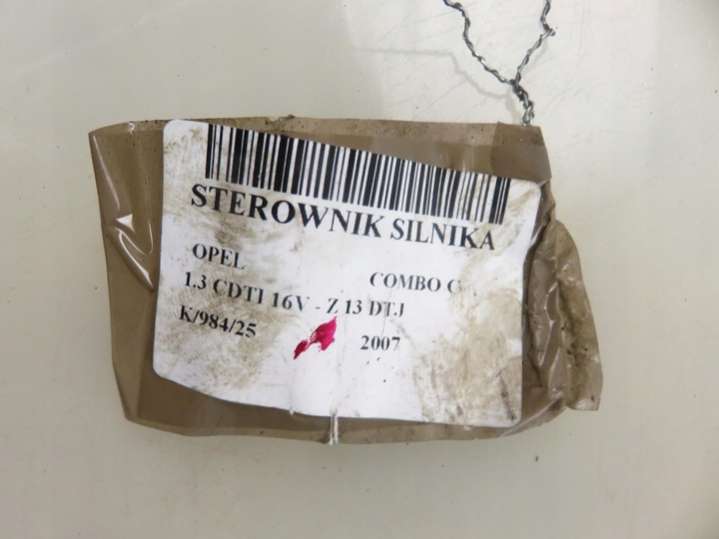 STEROWNIK SILNIKA
OPEL COMBO C
1.3 CDTI 16V - Z 13 DTJ
K/984/25 2007